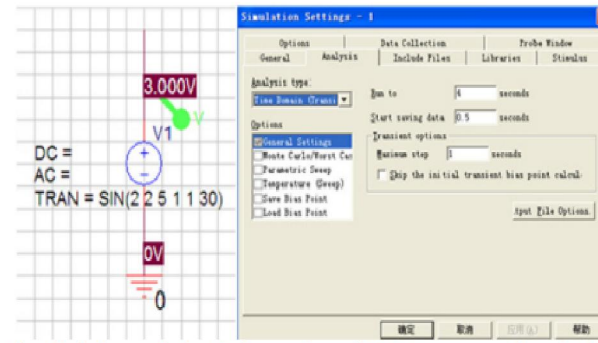 3.000V
V
V1
DC =
AC =
TRAN = SIN(2 2 5 1 1 30)
0V
0
Simulation Settings - 1
Options Data Collection Probe Window
General Analysis Include Files Libraries Stimulus
Analysis type:
Time Domain (Transi
Options
General Settings
Monte Carlo/Worst Cas
Parametric Sweep
Temperature (Sweep)
Save Bias Point
Load Bias Point
Run to 6 seconds
Start saving data 0.5 seconds
Transient options
Maximum step 1 seconds
Skip the initial transient bias point calcul
tput File Options.
确定 取消 应用(A) 帮助